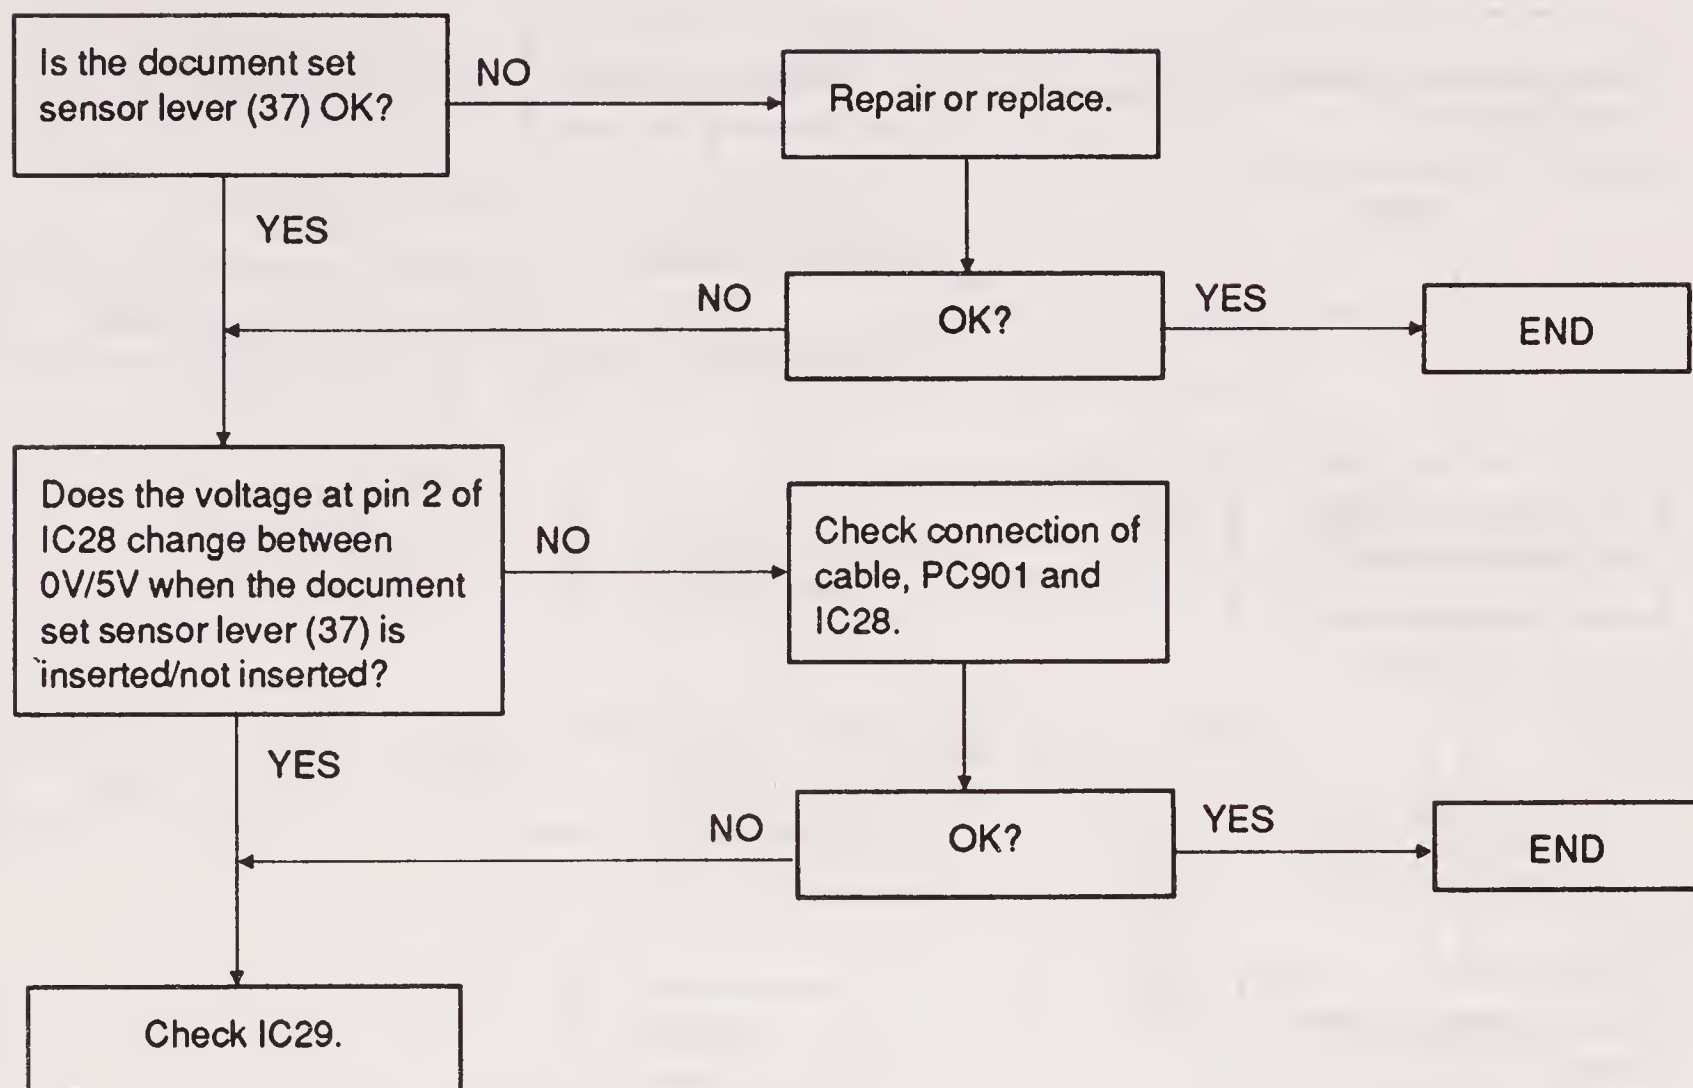 Is the document set
sensor lever (37) OK?
NO
Repair or replace.
YES
NO
OK?
YES
END
Does the voltage at pin 2 of
IC28 change between
0V/5V when the document
set sensor lever (37) is
inserted/not inserted?
NO
Check connection of
cable, PC901 and
IC28.
YES
NO
OK?
YES
END
Check IC29.